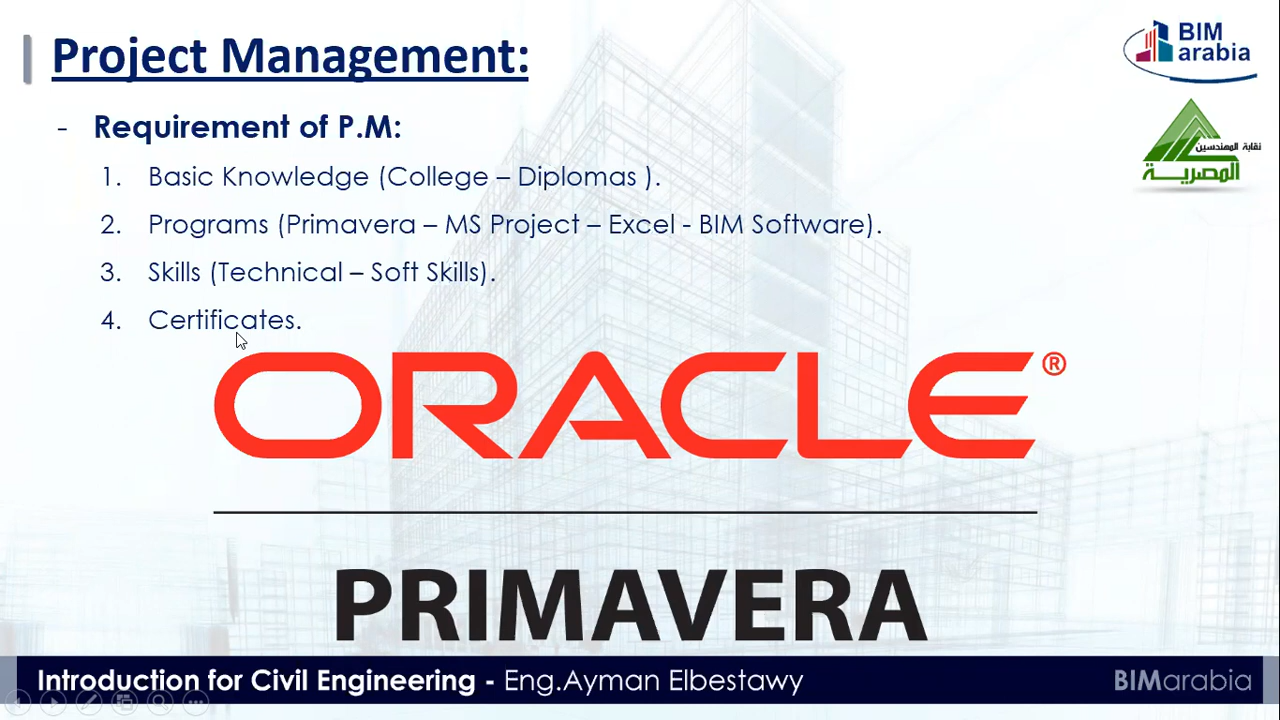 Project Management:
BIM
arabia
- Requirement of P.M:
نقابة المهندسين
المصرية
1. Basic Knowledge (College – Diplomas ).
2. Programs (Primavera – MS Project – Excel - BIM Software).
3. Skills (Technical – Soft Skills).
4. Certificates.
ORACLE®
PRIMAVERA
Introduction for Civil Engineering - Eng.Ayman Elbestawy
BIMarabia